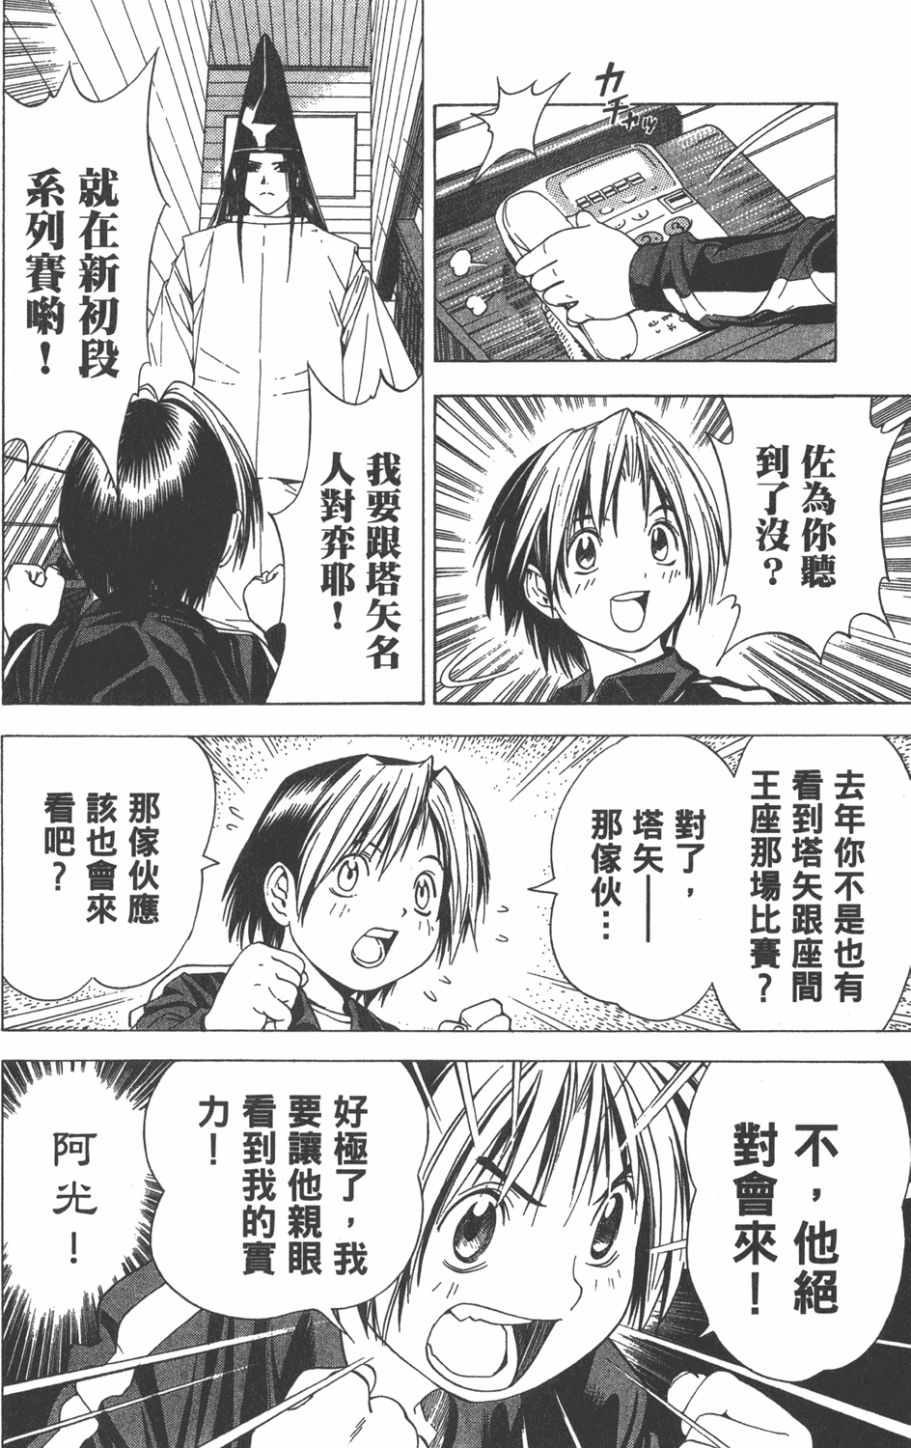 カチャッ
佐為你聽
到了沒？
我要跟塔矢名
人對弈耶！
就在新初段
系列賽喲！
去年你不是也有
看到塔矢跟座間
王座那場比賽？
對了，
塔矢——
那傢伙…
那傢伙應
該也會來
看吧？
不，他絕
對會來！
好極了，我
要讓他親眼
看到我的實
力！
阿光！